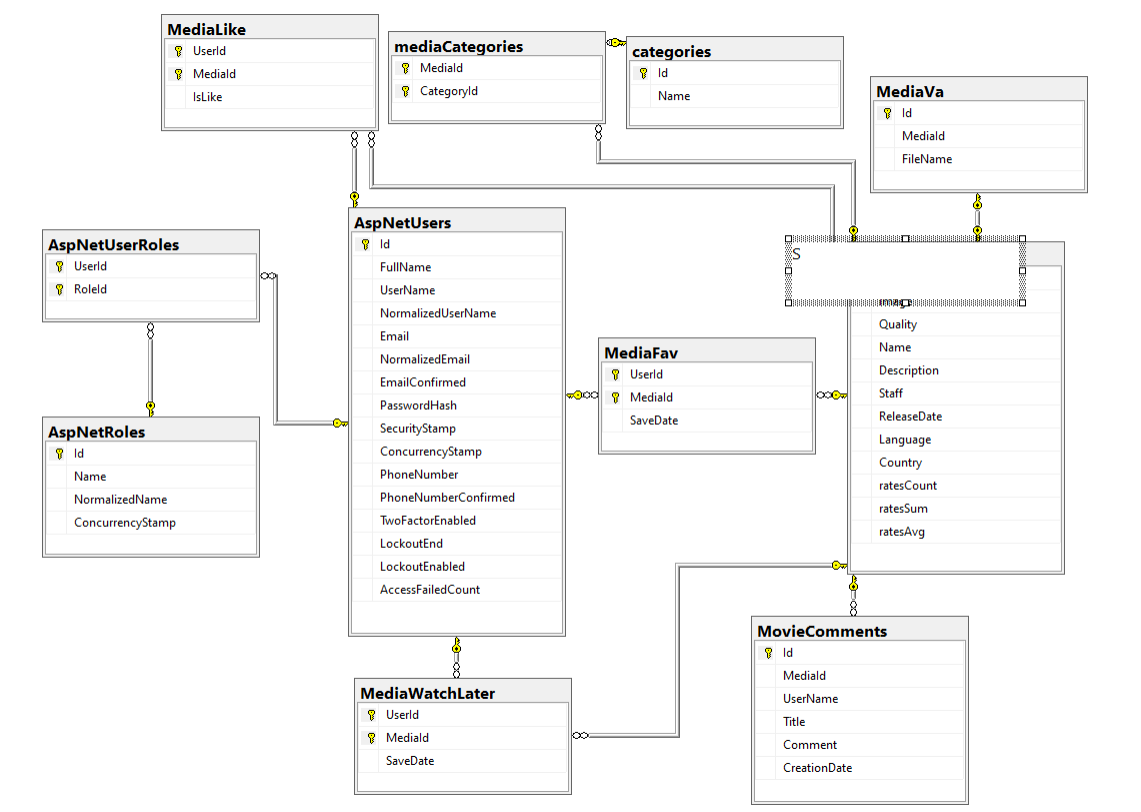 MediaLike
UserId
MediaId
IsLike
mediaCategories
MediaId
CategoryId
categories
Id
Name
MediaVa
Id
MediaId
FileName
AspNetUserRoles
UserId
RoleId
AspNetUsers
Id
FullName
UserName
NormalizedUserName
Email
NormalizedEmail
EmailConfirmed
PasswordHash
SecurityStamp
ConcurrencyStamp
PhoneNumber
PhoneNumberConfirmed
TwoFactorEnabled
LockoutEnd
LockoutEnabled
AccessFailedCount
S
Quality
Name
Description
Staff
ReleaseDate
Language
Country
ratesCount
ratesSum
ratesAvg
MediaFav
UserId
MediaId
SaveDate
AspNetRoles
Id
Name
NormalizedName
ConcurrencyStamp
MediaWatchLater
UserId
MediaId
SaveDate
MovieComments
Id
MediaId
UserName
Title
Comment
CreationDate